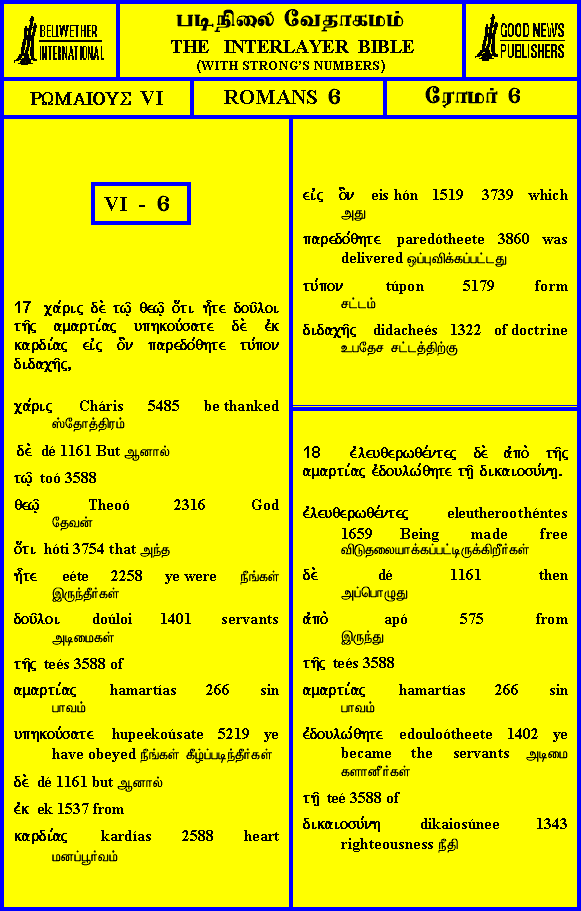 BELLWETHER
INTERNATIONAL
படிநிலை வேதாகமம்
THE INTERLAYER BIBLE
(WITH STRONG'S NUMBERS)
GOOD NEWS
PUBLISHERS
ΡΩΜΑΙΟΥΣ VI
ROMANS 6
ரோமர் 6
VI - 6
17 χάρις δὲ τῷ θεῷ ὅτι ἦτε δοῦλοι
τῆς αμαρτίας υπηκούσατε δὲ ἐκ
καρδίας εἰς ὃν παρεδόθητε τύπον
διδαχῆς,
χάρις Cháris 5485 be thanked
ஸ்தோத்திரம்
δὲ dé 1161 But ஆனால்
τῷ toó 3588
θεῷ Theoó 2316 God
தேவன்
ὅτι hóti 3754 that அந்த
ἦτε eéte 2258 ye were நீங்கள்
இருந்தீர்கள்
δοῦλοι doúloi 1401 servants
அடிமைகள்
τῆς teés 3588 of
αμαρτίας hamartías 266 sin
பாவம்
υπηκούσατε hupeekoúsate 5219 ye
have obeyed நீங்கள் கீழ்ப்படிந்தீர்கள்
δὲ dé 1161 but ஆனால்
ἐκ ek 1537 from
καρδίας kardías 2588 heart
மனப்பூர்வம்
εἰς ὃν eis hón 1519 3739 which
அது
παρεδόθητε paredótheete 3860 was
delivered ஒப்புவிக்கப்பட்டது
τύπον túpon 5179 form
சட்டம்
διδαχῆς didacheés 1322 of doctrine
உபதேச சட்டத்திற்கு
18 ἐλευθερωθέντες δὲ ἀπὸ τῆς
αμαρτίας ἐδουλώθητε τῇ δικαιοσύνῃ.
ἐλευθερωθέντες eleutheroothéntes
1659 Being made free
விடுதலையாக்கப்பட்டிருக்கிறீர்கள்
δὲ dé 1161 then
அப்பொழுது
ἀπὸ apó 575 from
இருந்து
τῆς teés 3588
αμαρτίας hamartías 266 sin
பாவம்
ἐδουλώθητε edouloótheete 1402 ye
became the servants அடிமை
களானீர்கள்
τῇ teé 3588 of
δικαιοσύνη dikaiosúnee 1343
righteousness நீதி